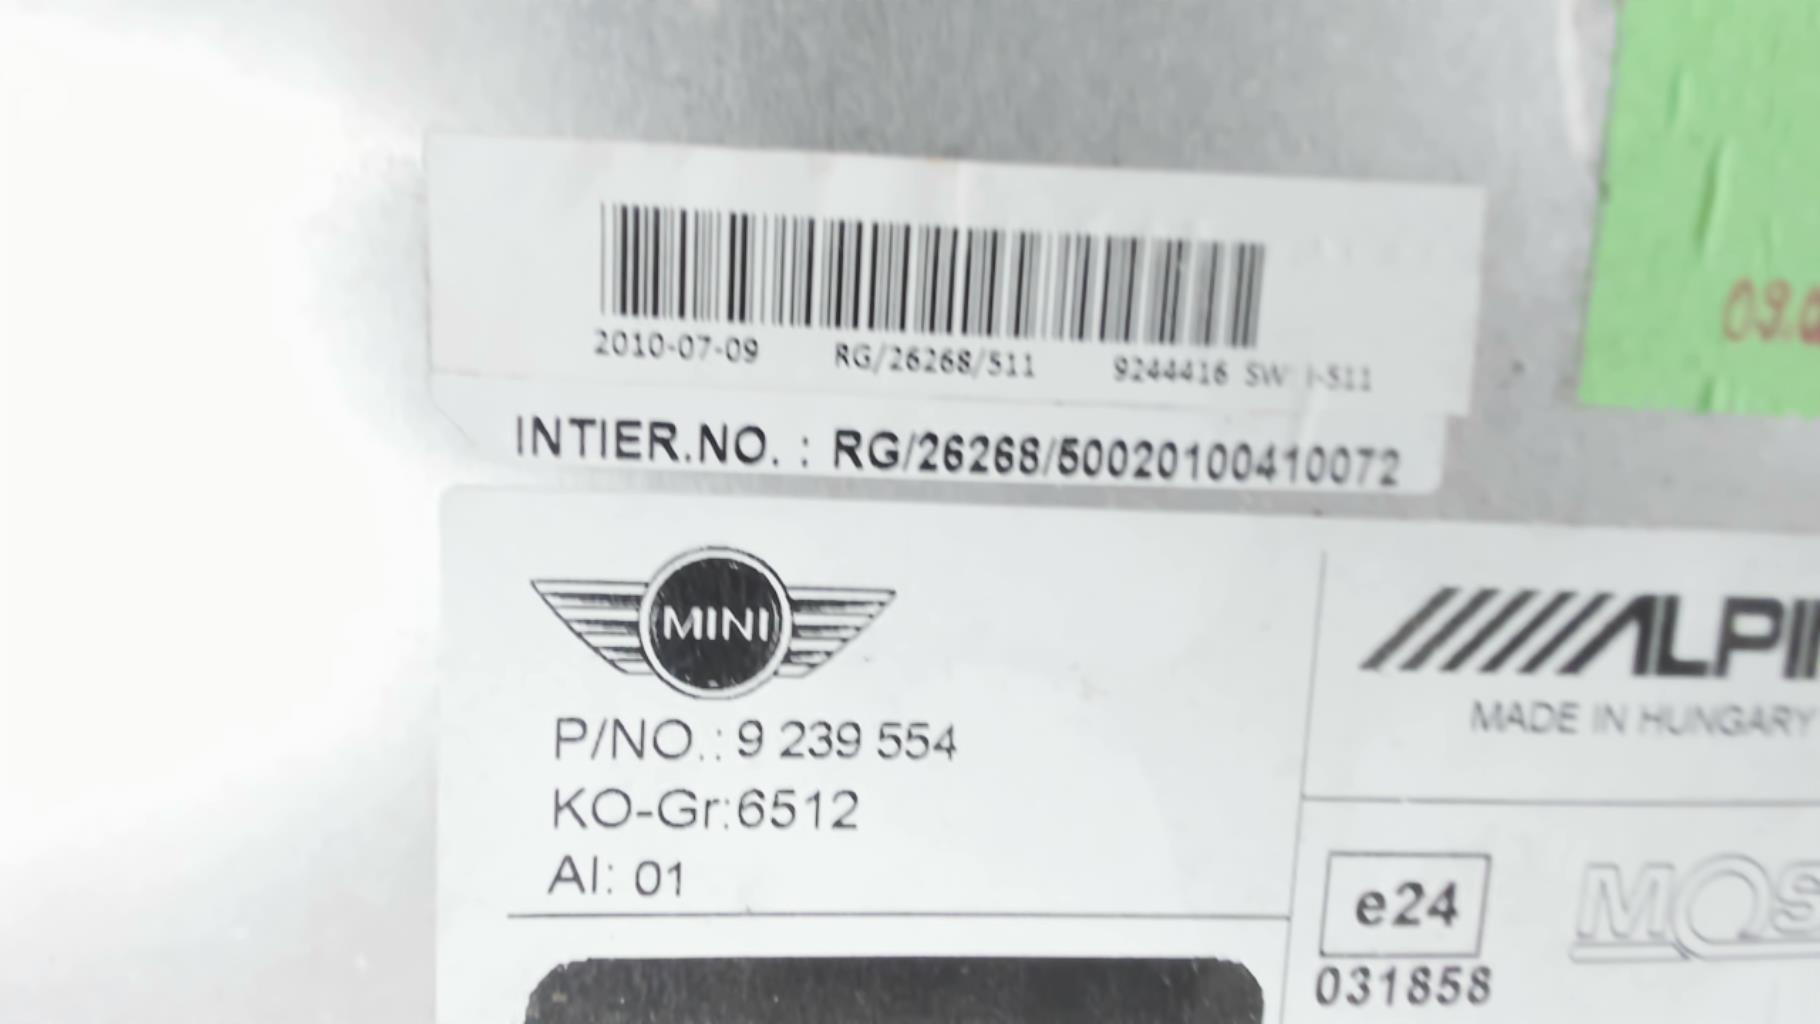 2010-07-09 RG/26268/511 9244416
INTIER.NO. : RG/26268/50020100410072
MINI
P/NO.: 9 239 554
KO-Gr:6512
AI: 01
MADE IN HUNGARY
e24
031858